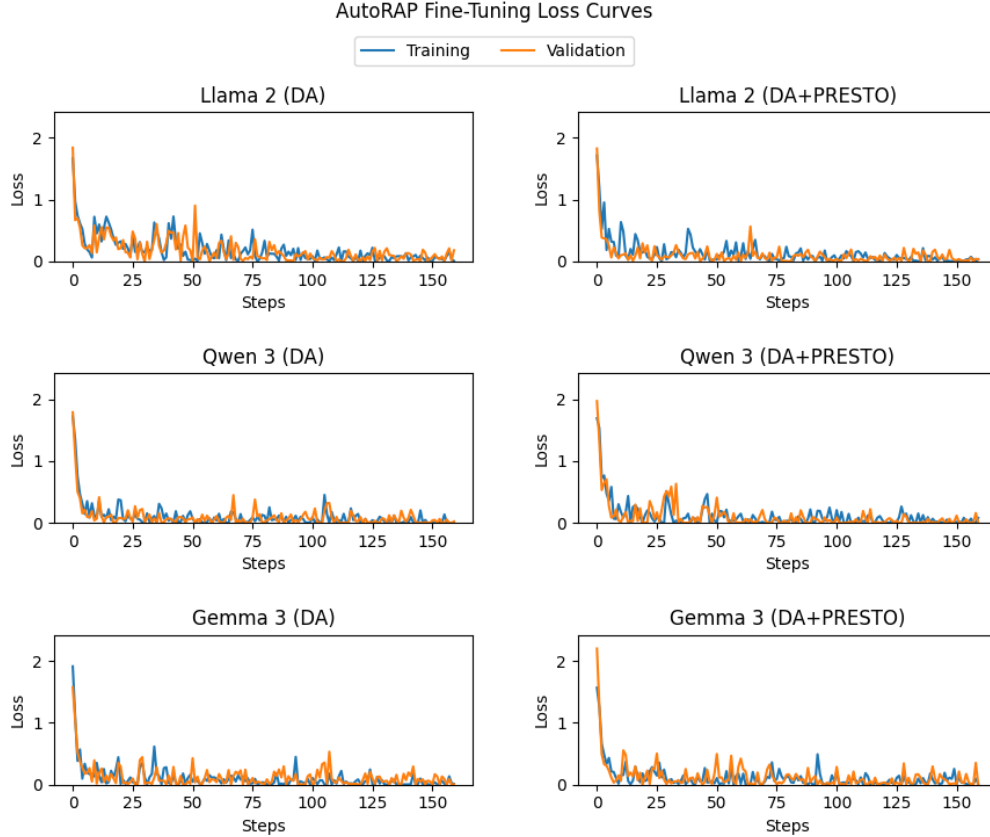 AutoRAP Fine-Tuning Loss Curves
Training Validation
Llama 2 (DA)
Loss
2
1
0
0 25 50 75 100 125 150
Steps
Llama 2 (DA+PRESTO)
Loss
2
1
0
0 25 50 75 100 125 150
Steps
Qwen 3 (DA)
Loss
2
1
0
0 25 50 75 100 125 150
Steps
Qwen 3 (DA+PRESTO)
Loss
2
1
0
0 25 50 75 100 125 150
Steps
Gemma 3 (DA)
Loss
2
1
0
0 25 50 75 100 125 150
Steps
Gemma 3 (DA+PRESTO)
Loss
2
1
0
0 25 50 75 100 125 150
Steps